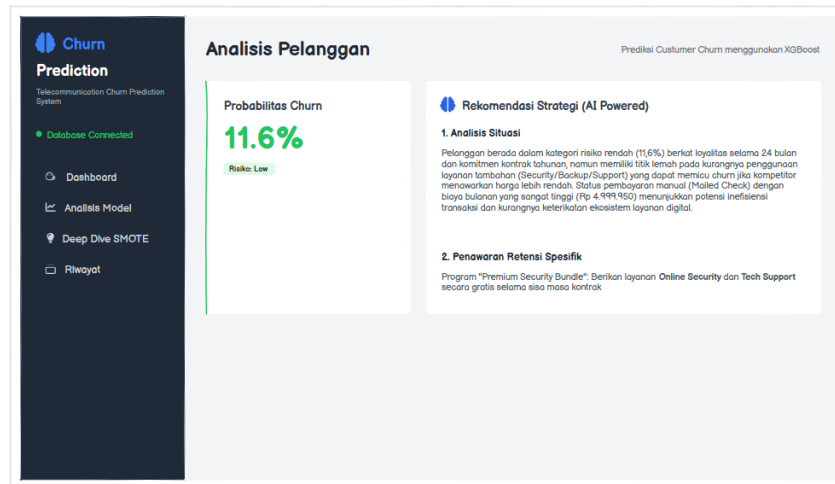 Churn
Prediction
Telecommunication Churn Prediction
System
Database Connected
Dashboard
Analisis Model
Deep Dive SMOTE
Riwayat
Analisis Pelanggan
Prediksi Custumer Churn menggunakan XGBoost
Probabilitas Churn
11.6%
Risiko: Low
Rekomendasi Strategi (AI Powered)
1. Analisis Situasi
Pelanggan berada dalam kategori risiko rendah (11,6%) berkat loyalitas selama 24 bulan
dan komitmen kontrak tahunan, namun memiliki titik lemah pada kurangnya penggunaan
layanan tambahan (Security/Backup/Support) yang dapat memicu churn jika kompetitor
menawarkan harga lebih rendah. Status pembayaran manual (Mailed Check) dengan
biaya bulanan yang sangat tinggi (Rp 4.999.950) menunjukkan potensi inefisiensi
transaksi dan kurangnya keterikatan ekosistem layanan digital.
2. Penawaran Retensi Spesifik
Program "Premium Security Bundle": Berikan layanan Online Security dan Tech Support
secara gratis selama sisa masa kontrak